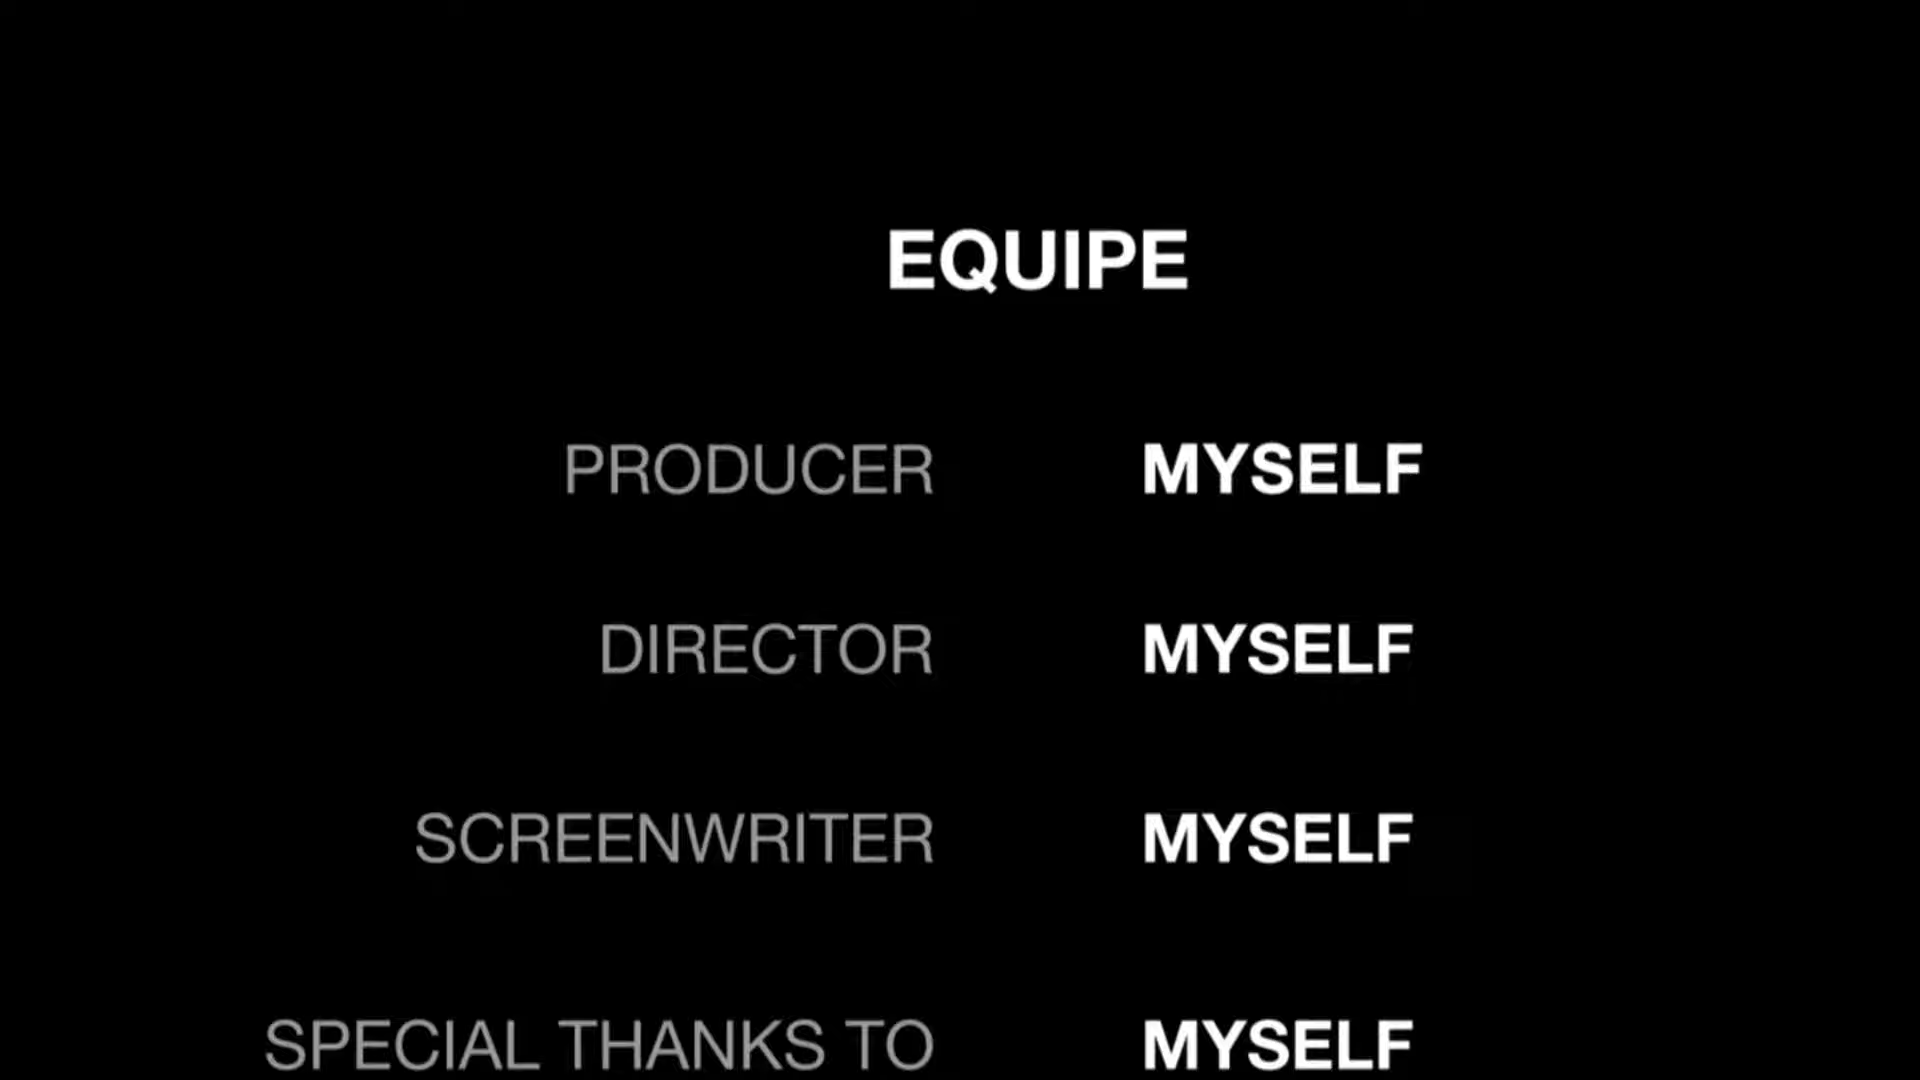 EQUIPE
PRODUCER MYSELF
DIRECTOR MYSELF
SCREENWRITER MYSELF
SPECIAL THANKS TO MYSELF